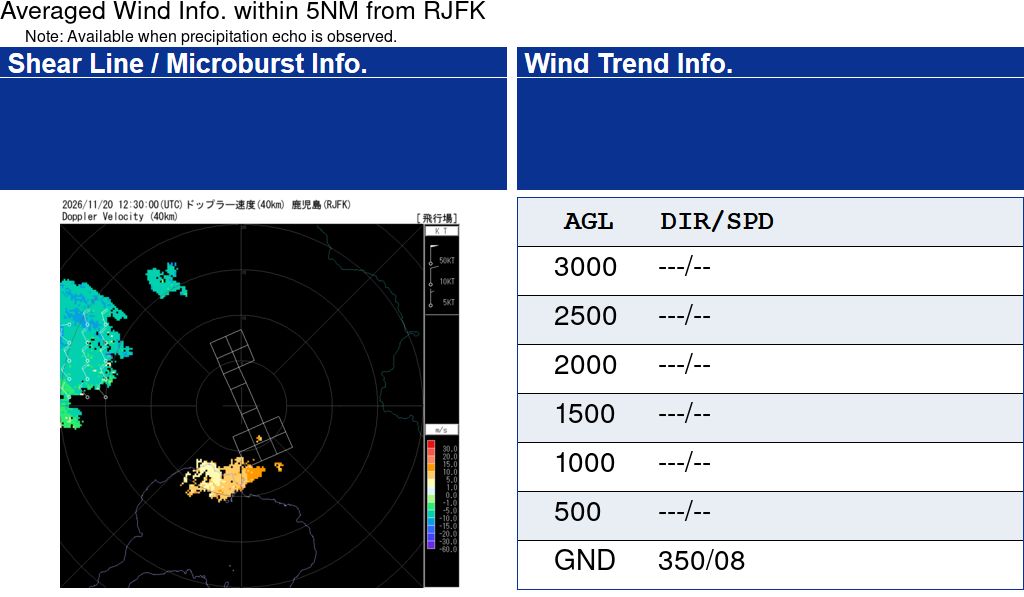 Averaged Wind Info. within 5NM from RJFK
Note: Available when precipitation echo is observed.
Shear Line / Microburst Info.
Wind Trend Info.
2026/11/20 12:30:00(UTC) ドップラー速度(40km) 鹿児島(RJFK)
Doppler Velocity (40km)
[飛行場]
K T
50KT
10KT
5KT
m/s
30.0
20.0
15.0
10.0
5.0
1.0
0.0
-1.0
-5.0
-10.0
-15.0
-20.0
-30.0
-60.0
AGL DIR/SPD
3000 ---/--
2500 ---/--
2000 ---/--
1500 ---/--
1000 ---/--
500 ---/--
GND 350/08